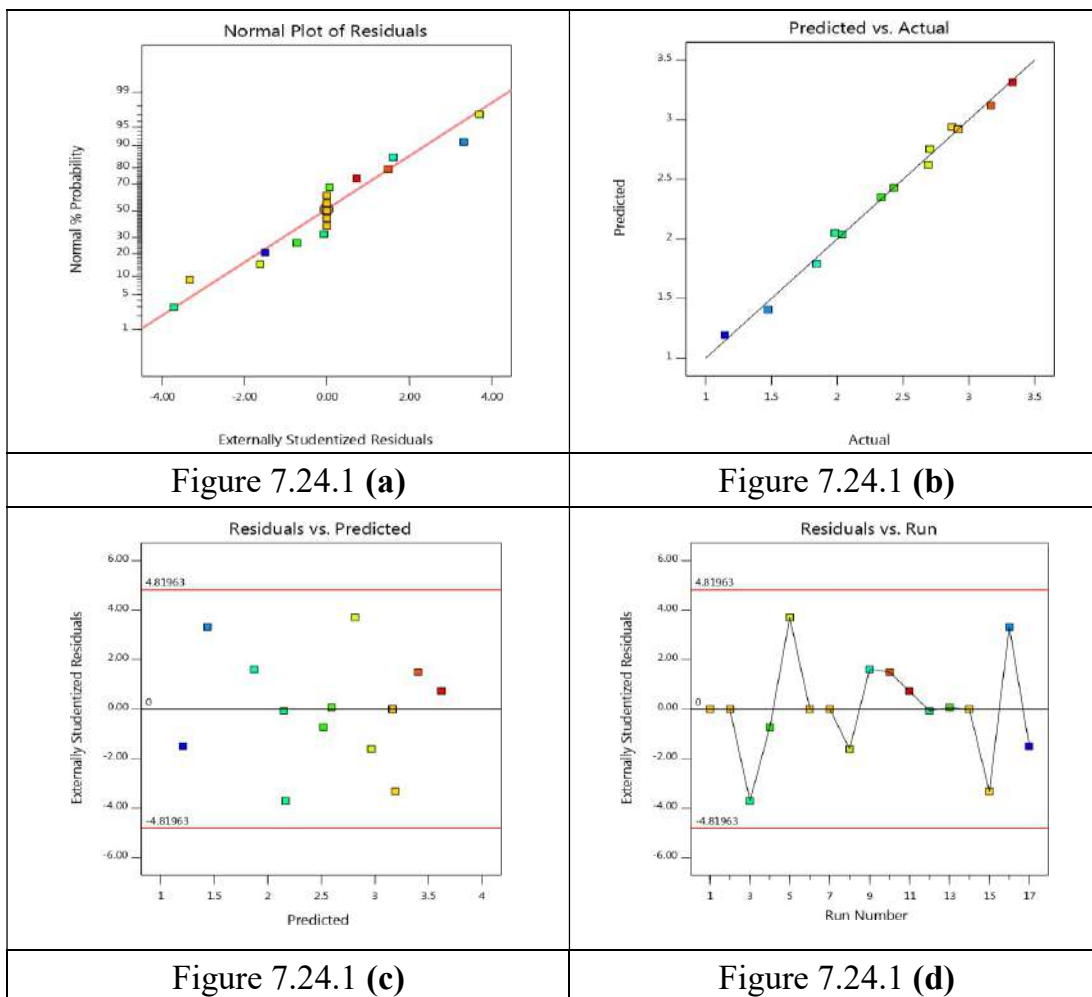 Normal Plot of Residuals
Normal % Probability
99
95
90
80
70
50
30
20
10
5
1
-4.00 -2.00 0.00 2.00 4.00
Externally Studentized Residuals
Figure 7.24.1 (a)
Predicted vs. Actual
Predicted
3.5
3
2.5
2
1.5
1
1 1.5 2 2.5 3 3.5
Actual
Figure 7.24.1 (b)
Residuals vs. Predicted
Externally Studentized Residuals
6.00
4.81963
4.00
2.00
0
0.00
-2.00
-4.00
-4.81963
-6.00
1 1.5 2 2.5 3 3.5 4
Predicted
Figure 7.24.1 (c)
Residuals vs. Run
Externally Studentized Residuals
6.00
4.81963
4.00
2.00
0
0.00
-2.00
-4.00
-4.81963
-6.00
1 3 5 7 9 11 13 15 17
Run Number
Figure 7.24.1 (d)